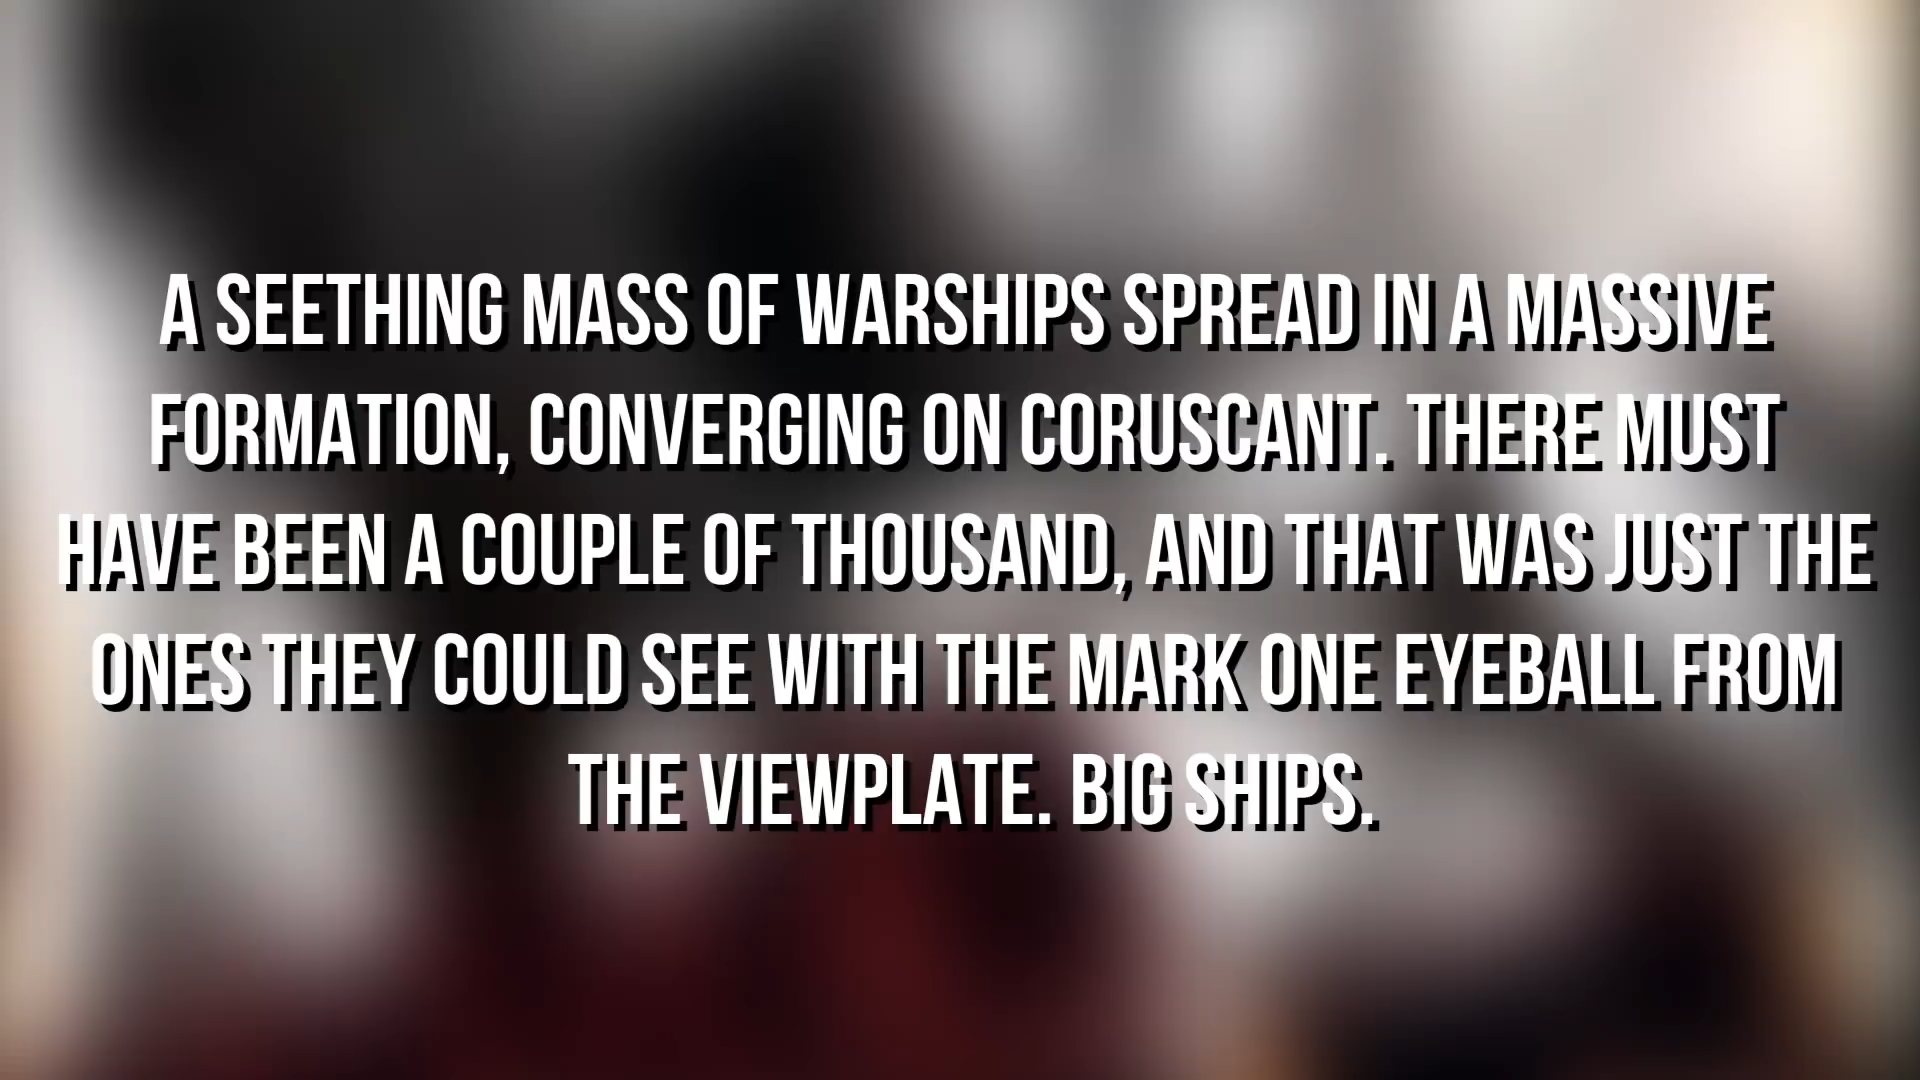 A SEETHING MASS OF WARSHIPS SPREAD IN A MASSIVE
FORMATION, CONVERGING ON CORUSCANT. THERE MUST
HAVE BEEN A COUPLE OF THOUSAND, AND THAT WAS JUST THE
ONES THEY COULD SEE WITH THE MARK ONE EYEBALL FROM
THE VIEWPLATE. BIG SHIPS.